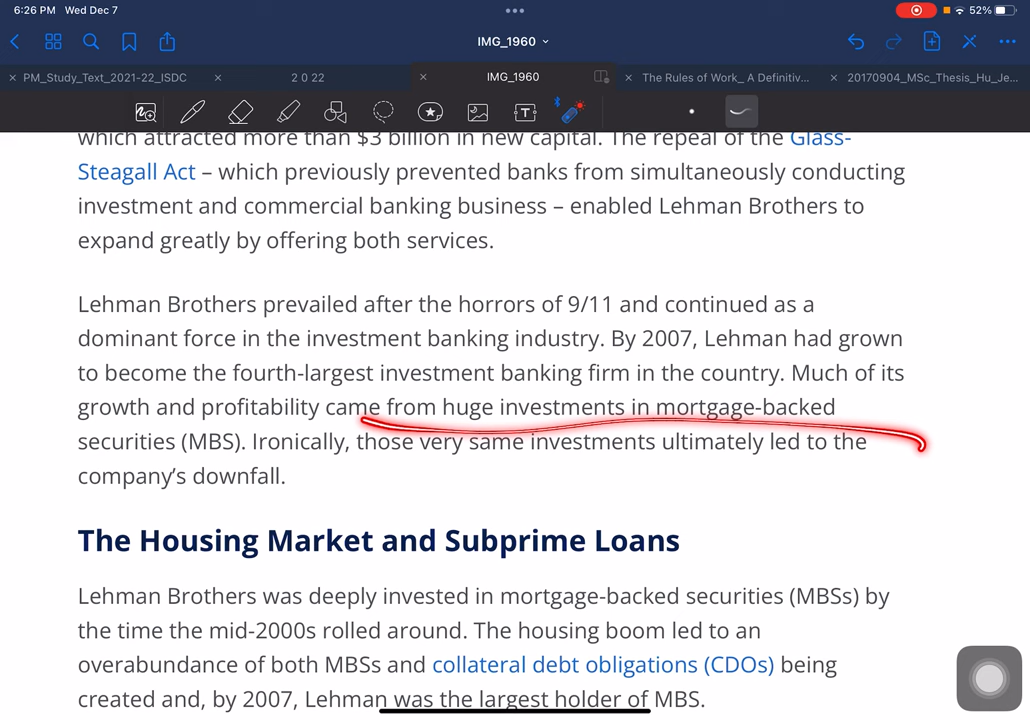 6:26 PM Wed Dec 7
52%
IMG_1960
PM_Study_Text_2021-22_ISDC
2 0 22
IMG_1960
The Rules of Work_ A Definitiv...
20170904_MSc_Thesis_Hu_Je...
which attracted more than $3 billion in new capital. The repeal of the Glass-
Steagall Act – which previously prevented banks from simultaneously conducting
investment and commercial banking business – enabled Lehman Brothers to
expand greatly by offering both services.
Lehman Brothers prevailed after the horrors of 9/11 and continued as a
dominant force in the investment banking industry. By 2007, Lehman had grown
to become the fourth-largest investment banking firm in the country. Much of its
growth and profitability came from huge investments in mortgage-backed
securities (MBS). Ironically, those very same investments ultimately led to the
company’s downfall.
The Housing Market and Subprime Loans
Lehman Brothers was deeply invested in mortgage-backed securities (MBSs) by
the time the mid-2000s rolled around. The housing boom led to an
overabundance of both MBSs and collateral debt obligations (CDOs) being
created and, by 2007, Lehman was the largest holder of MBS.